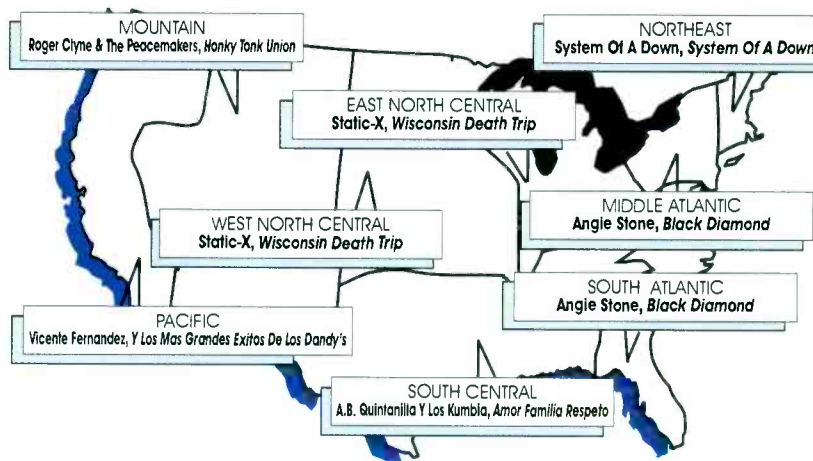 MOUNTAIN
Roger Clyne & The Peacemakers, Honky Tonk Union
NORTHEAST
System Of A Down, System Of A Down
EAST NORTH CENTRAL
Static-X, Wisconsin Death Trip
WEST NORTH CENTRAL
Static-X, Wisconsin Death Trip
MIDDLE ATLANTIC
Angie Stone, Black Diamond
SOUTH ATLANTIC
Angie Stone, Black Diamond
PACIFIC
Vicente Fernandez, Y Los Mas Grandes Exitos De Los Dandy's
SOUTH CENTRAL
A.B. Quintanilla Y Los Kumbia, Amor Familia Respeto